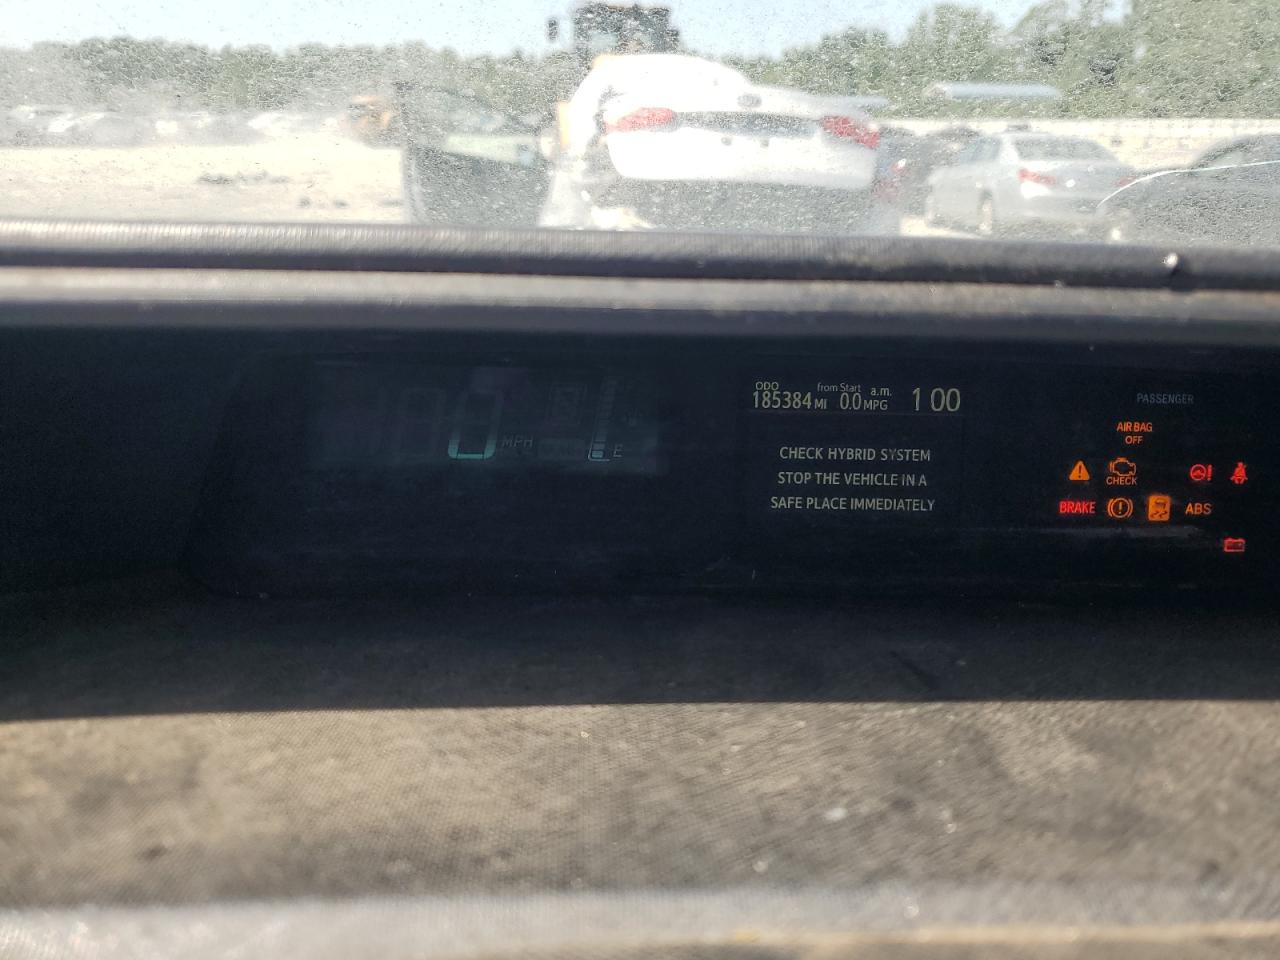 ODO from Start a.m.
185384 MI 0.0 MPG 1 00
CHECK HYBRID SYSTEM
STOP THE VEHICLE IN A
SAFE PLACE IMMEDIATELY
0 MPH
E
PASSENGER
AIR BAG
OFF
CHECK
BRAKE
ABS